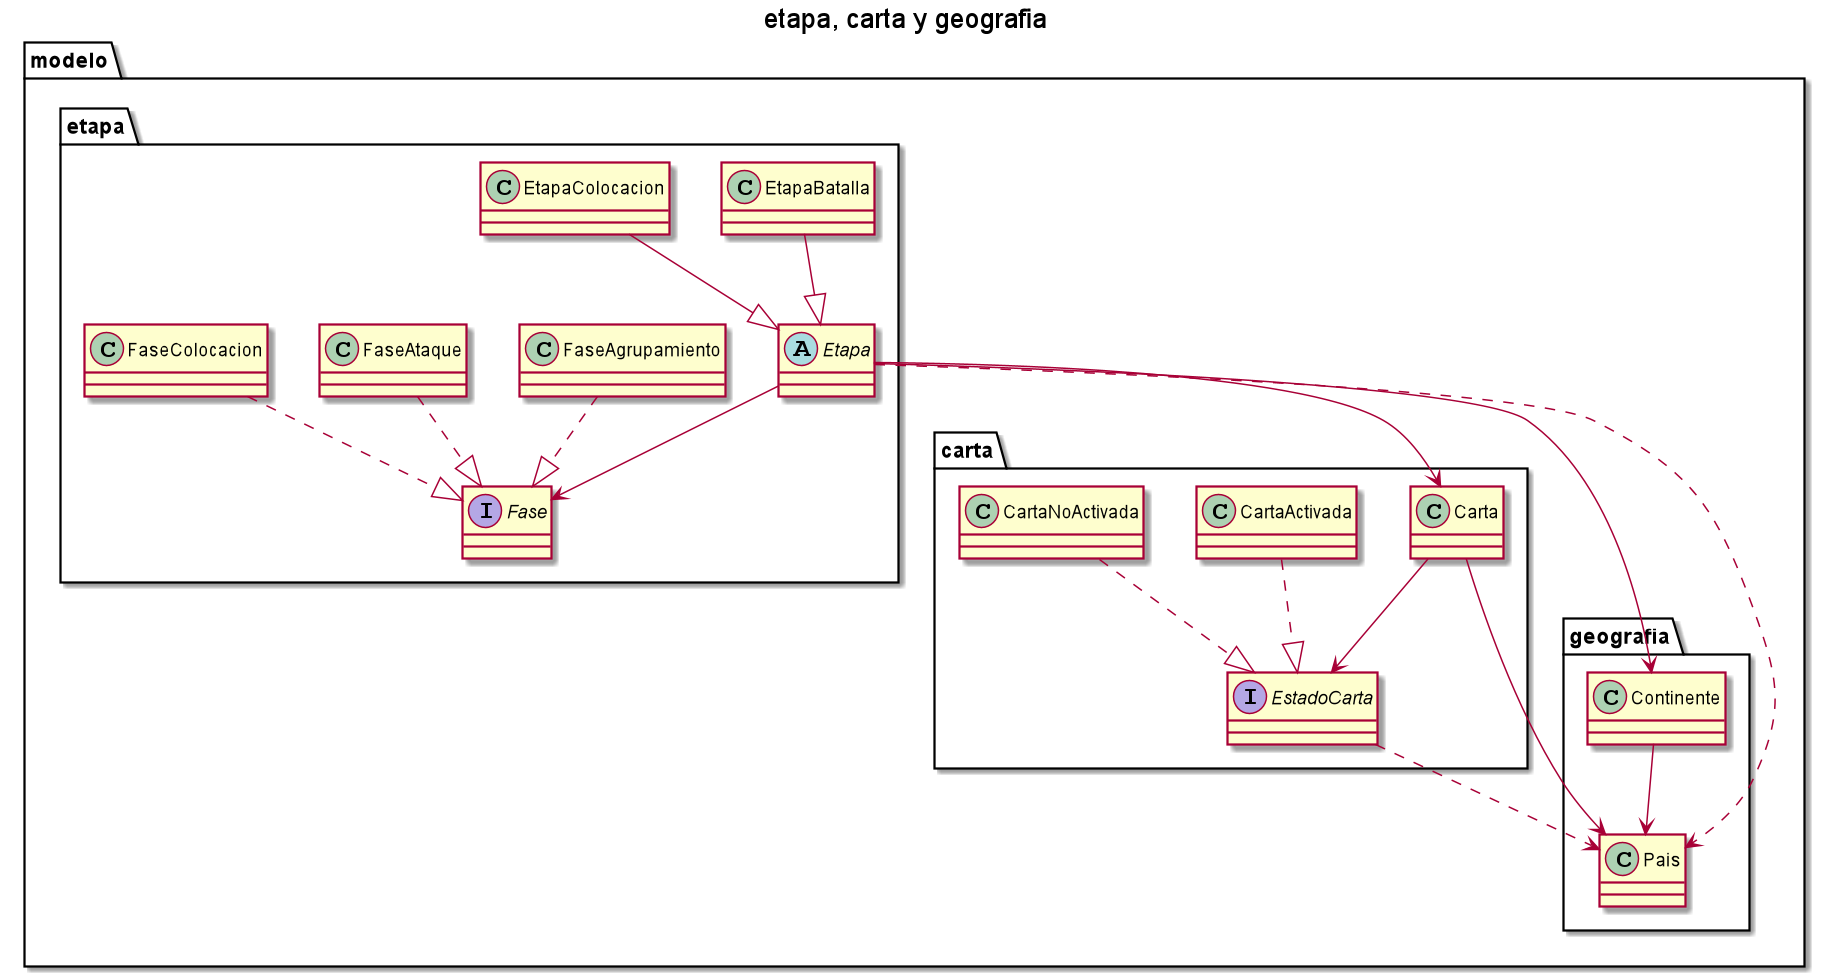 etapa, carta y geografia
modelo
etapa
C EtapaColocacion
C EtapaBatalla
C FaseColocacion
C FaseAtaque
C FaseAgrupamiento
A Etapa
I Fase
carta
C CartaNoActivada
C CartaActivada
C Carta
I EstadoCarta
geografia
C Continente
C Pais